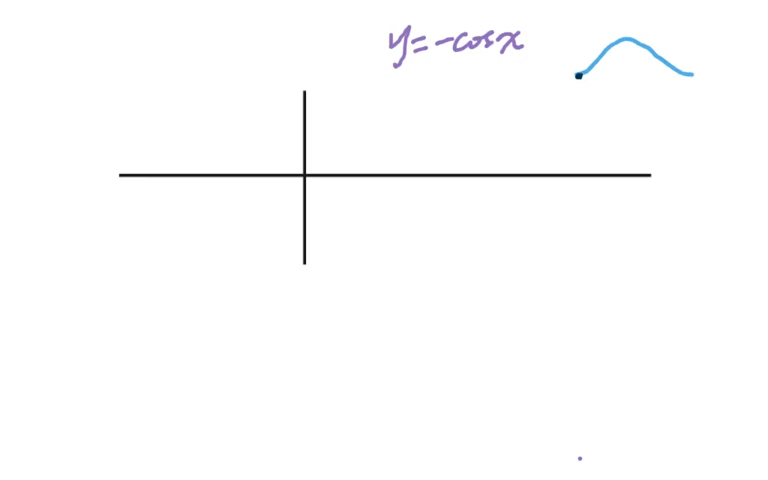 y = -cos x